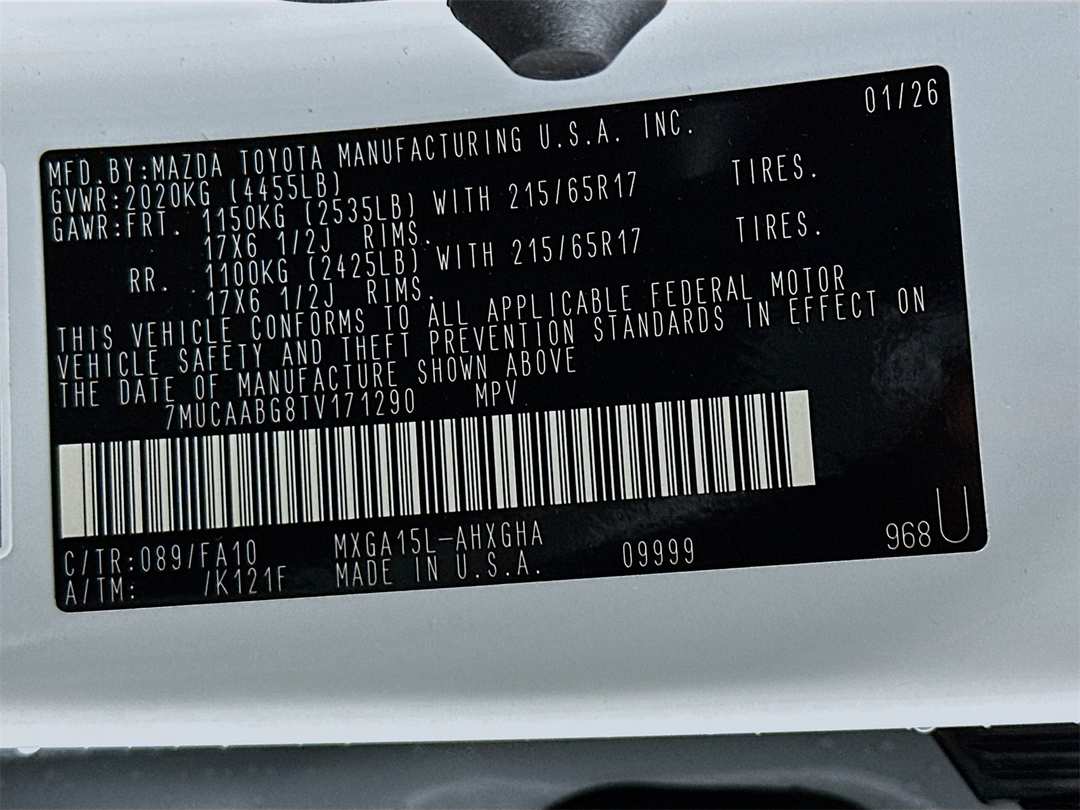 01/26
MFD.BY:MAZDA TOYOTA MANUFACTURING U.S.A. INC.
GVWR:2020KG (4455LB)
GAWR:FRT. 1150KG (2535LB) WITH 215/65R17 TIRES.
17X6 1/2J RIMS.
RR. 1100KG (2425LB) WITH 215/65R17 TIRES.
17X6 1/2J RIMS.
THIS VEHICLE CONFORMS TO ALL APPLICABLE FEDERAL MOTOR
VEHICLE SAFETY AND THEFT PREVENTION STANDARDS IN EFFECT ON
THE DATE OF MANUFACTURE SHOWN ABOVE
7MUCAABG8TV171290 MPV
C/TR:089/FA10 MXGA15L-AHXGHA
A/TM: /K121F MADE IN U.S.A. 09999 968 U